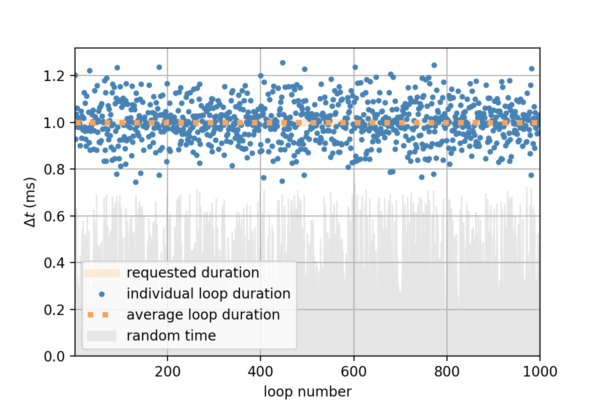 1.2
1.0
0.8
0.6
0.4
0.2
0.0
Δt (ms)
requested duration
individual loop duration
average loop duration
random time
200 400 600 800 1000
loop number